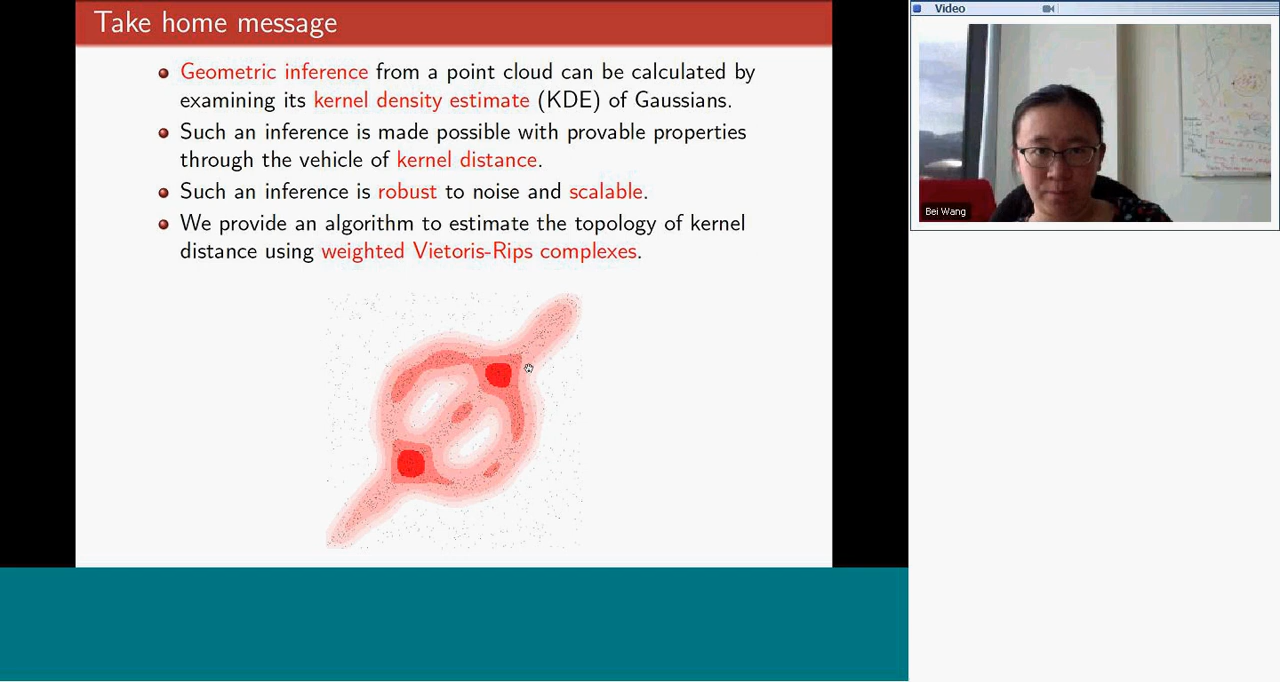 Take home message
Geometric inference from a point cloud can be calculated by
examining its kernel density estimate (KDE) of Gaussians.
Such an inference is made possible with provable properties
through the vehicle of kernel distance.
Such an inference is robust to noise and scalable.
We provide an algorithm to estimate the topology of kernel
distance using weighted Vietoris-Rips complexes.
Video
Bei Wang